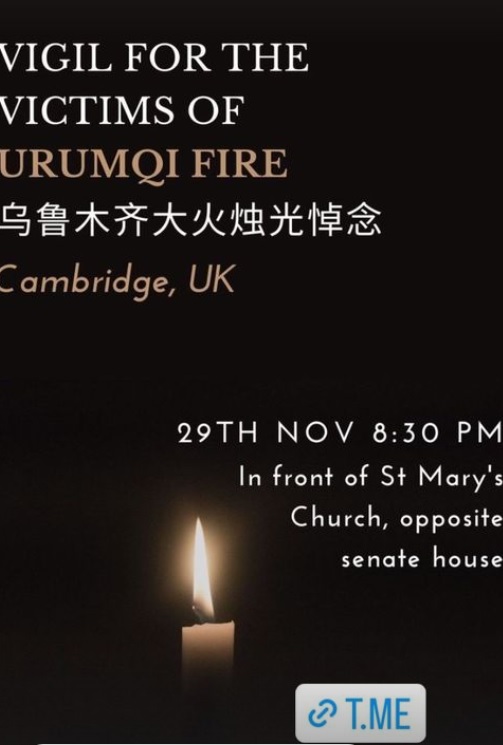 VIGIL FOR THE
VICTIMS OF
URUMQI FIRE
乌鲁木齐大火烛光悼念
Cambridge, UK
29TH NOV 8:30 PM
In front of St Mary's
Church, opposite
senate house
T.ME